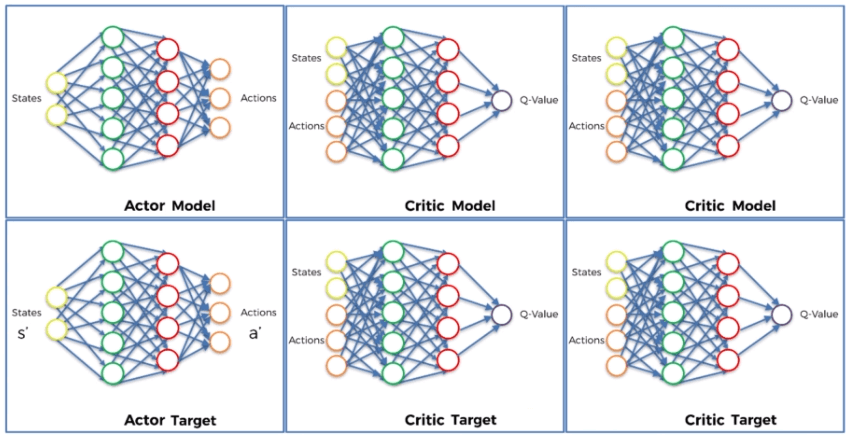 States
Actions
Actor Model
States
Actions
Q-Value
Critic Model
States
Actions
Q-Value
Critic Model
States
s'
Actions
a'
Actor Target
States
Actions
Q-Value
Critic Target
States
Actions
Q-Value
Critic Target